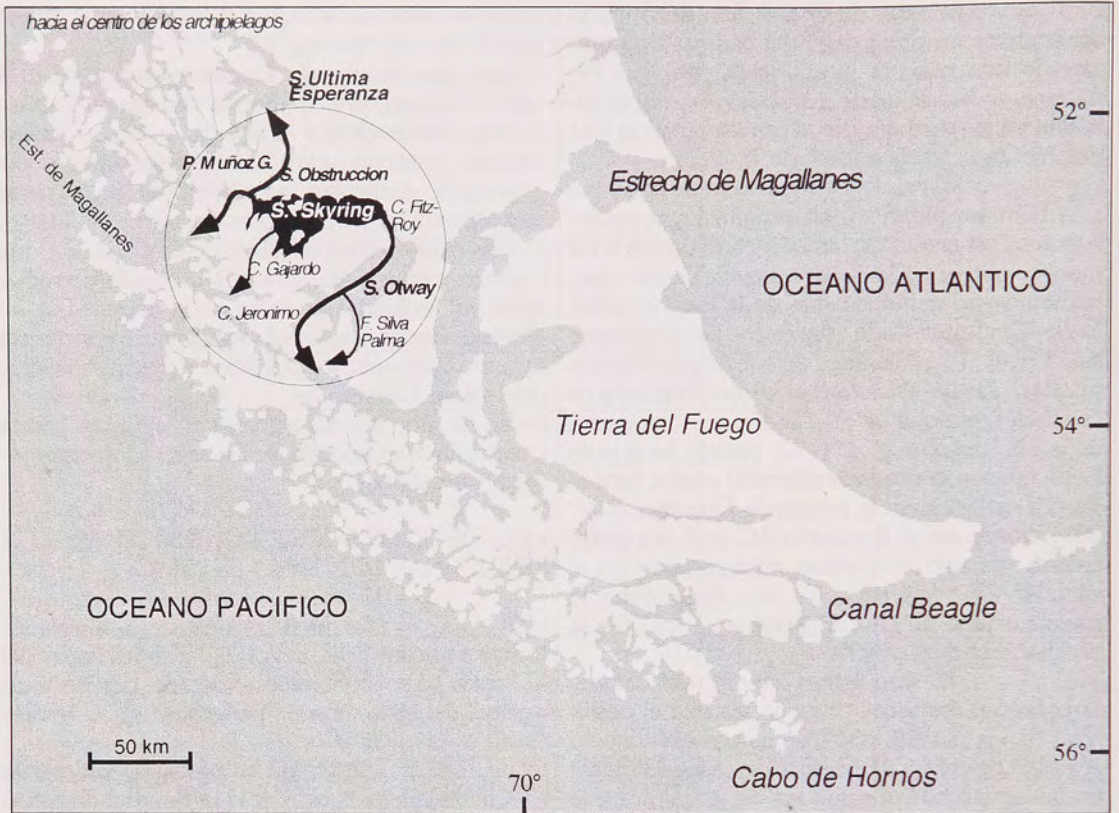 hacia el centro de los archipielagos
S. Ultima
Esperanza
52°
Est. de Magallanes
P. Muñoz G.
S. Obstruccion
Estrecho de Magallanes
S. Skyring
C. Fitz-
Roy
C. Gajardo
OCEANO ATLANTICO
S. Otway
C. Jeronimo
F. Silva
Palma
Tierra del Fuego
54°
OCEANO PACIFICO
Canal Beagle
50 km
70°
Cabo de Hornos
56°